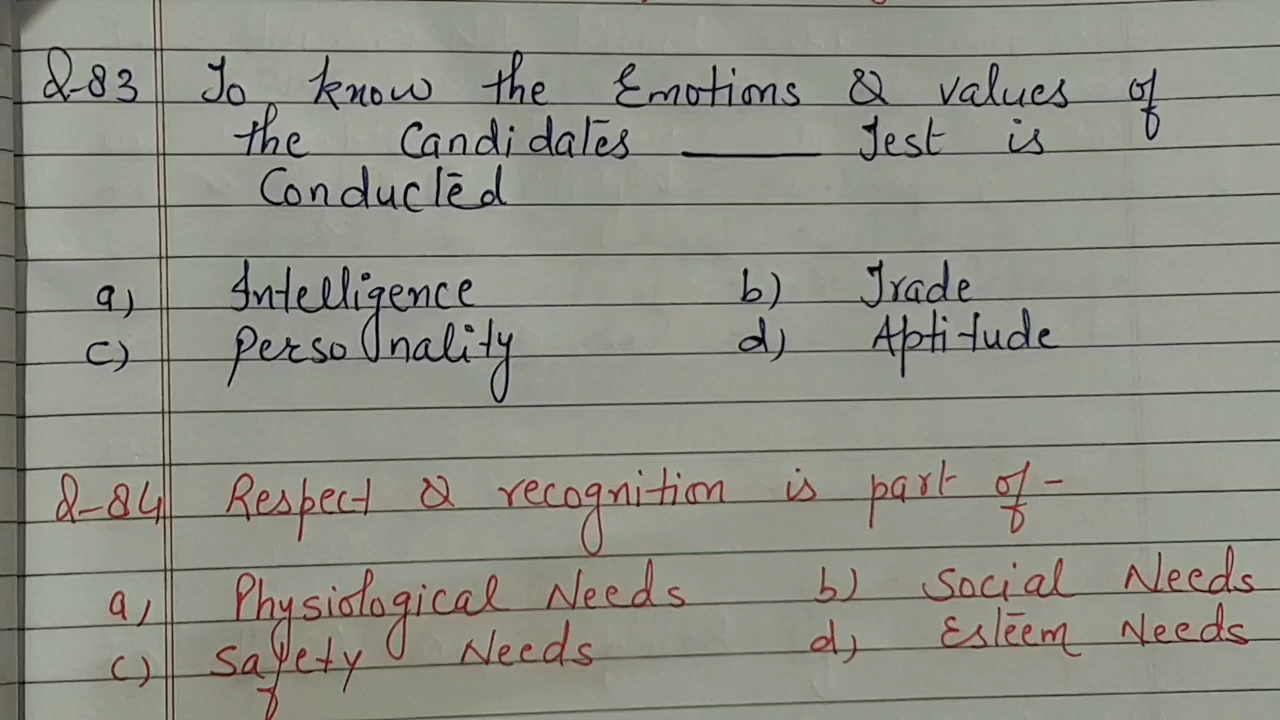 Q-83 To know the Emotions & values of
the Candidates ______ Test is
Conducted
a) Intelligence b) Trade
c) Personality d) Aptitude
Q-84 Respect & recognition is part of -
a) Physiological Needs b) Social Needs
c) Safety Needs d) Esteem Needs